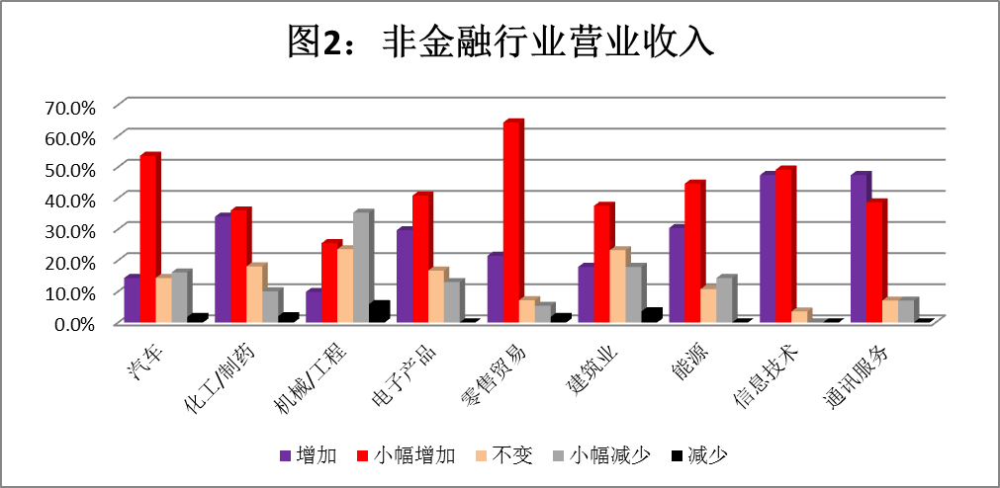 图2：非金融行业营业收入
70.0%
60.0%
50.0%
40.0%
30.0%
20.0%
10.0%
0.0%
汽车
化工/制药
机械/工程
电子产品
零售贸易
建筑业
能源
信息技术
通讯服务
增加 小幅增加 不变 小幅减少 减少